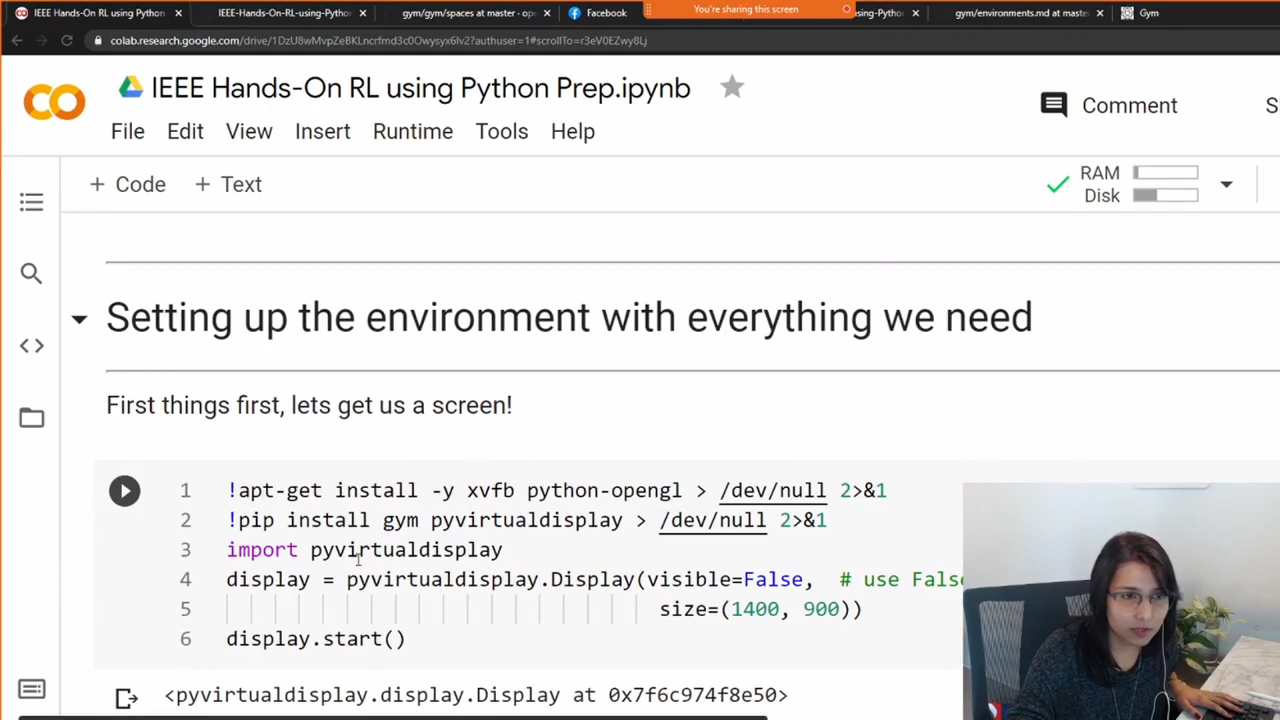 IEEE Hands-On RL using Python
IEEE-Hands-On-RL-using-Pytho
gym/gym/spaces at master · op
Facebook
You're sharing this screen
using-Pytho
gym/environments.md at maste
Gym
colab.research.google.com/drive/1DzU8wMvpZeBKLncrfmd3c0Owysyx6lv2?authuser=1#scrollTo=r3eV0EZwy8Lj
IEEE Hands-On RL using Python Prep.ipynb
Comment
S
File Edit View Insert Runtime Tools Help
+ Code + Text
RAM
Disk
Setting up the environment with everything we need
First things first, lets get us a screen!
1 !apt-get install -y xvfb python-opengl > /dev/null 2>&1
2 !pip install gym pyvirtualdisplay > /dev/null 2>&1
3 import pyvirtualdisplay
4 display = pyvirtualdisplay.Display(visible=False, # use False
5 size=(1400, 900))
6 display.start()
<pyvirtualdisplay.display.Display at 0x7f6c974f8e50>